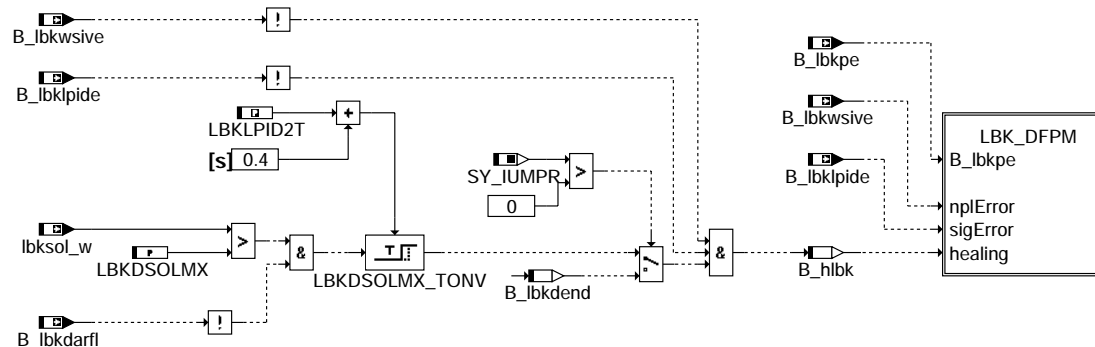 B_lbkwsive
!
B_lbklpide
!
LBKLPID2T
P
+
[s] 0.4
lbksol_w
>
LBKDSOLMX
P
&
T
LBKDSOLMX_TONV
B_lbkdarfl
!
SY_IUMPR
>
0
B_lbkdend
&
B_hlbk
B_lbkpe
B_lbkwsive
B_lbklpide
LBK_DFPM
B_lbkpe
nplError
sigError
healing